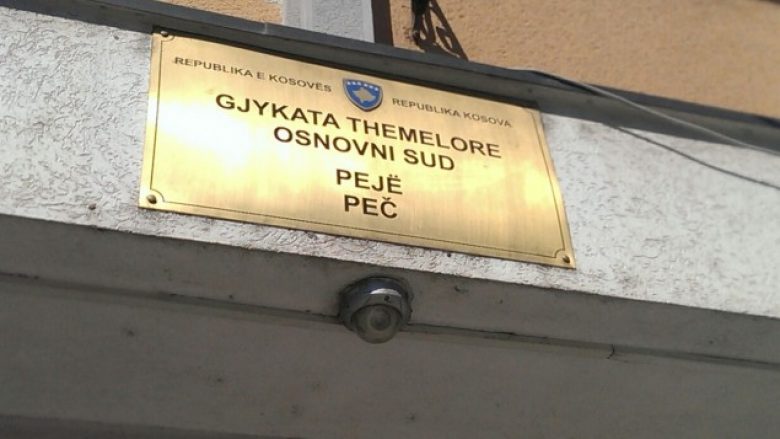 REPUBLIKA E KOSOVËS
REPUBLIKA KOSOVA
GJYKATA THEMELORE
OSNOVNI SUD
PEJË
PEČ